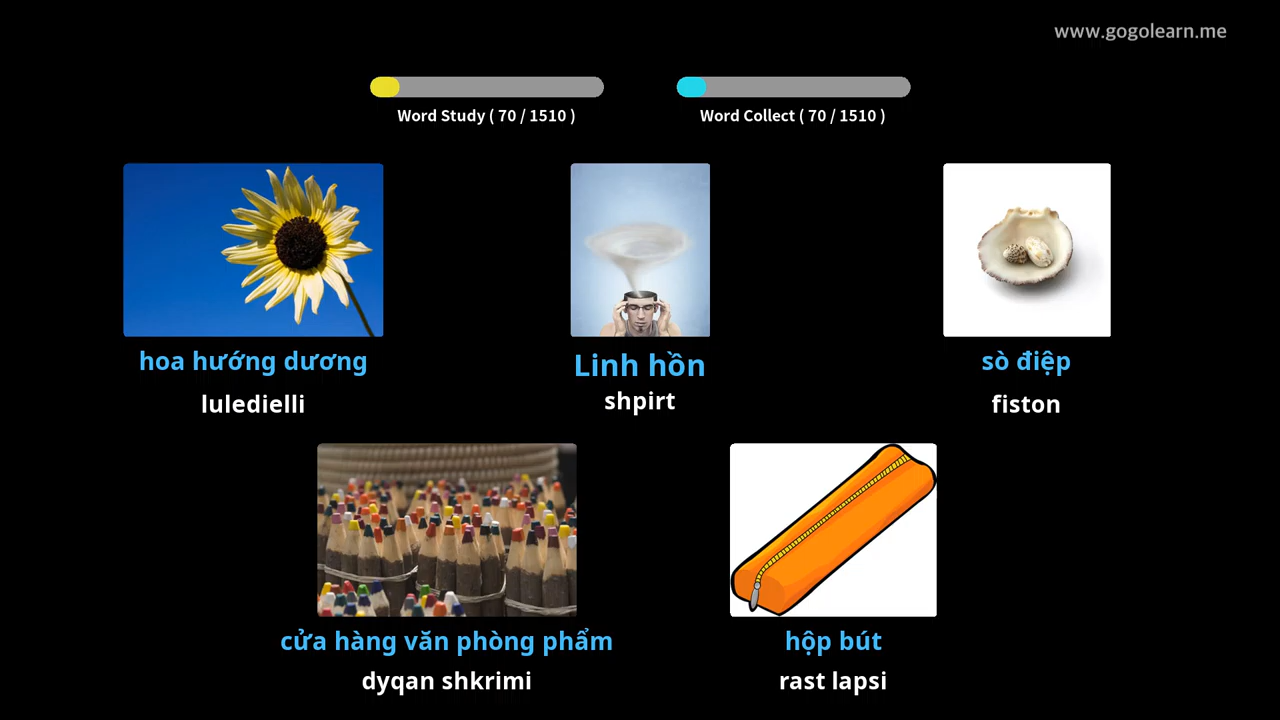 www.gogolearn.me
Word Study ( 70 / 1510 )
Word Collect ( 70 / 1510 )
hoa hướng dương
luledielli
Linh hồn
shpirt
sò điệp
fiston
cửa hàng văn phòng phẩm
dyqan shkrimi
hộp bút
rast lapsi